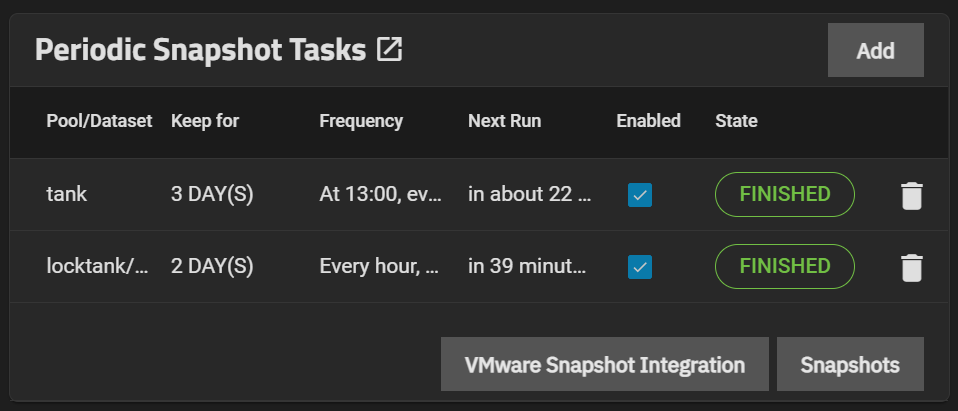 Periodic Snapshot Tasks
Add
Pool/Dataset Keep for Frequency Next Run Enabled State
tank 3 DAY(S) At 13:00, ev... in about 22 ... FINISHED
locktank/... 2 DAY(S) Every hour, ... in 39 minut... FINISHED
VMware Snapshot Integration Snapshots